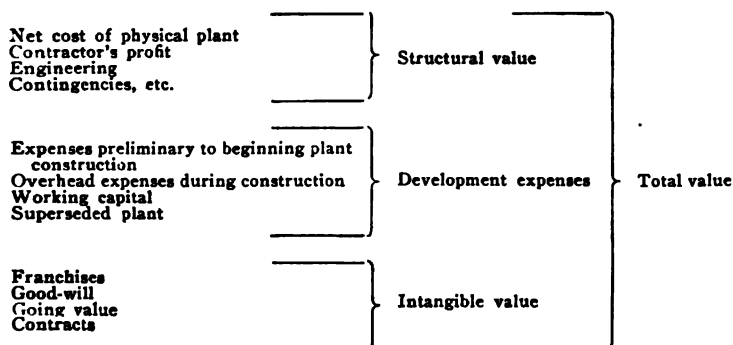 Net cost of physical plant
Contractor's profit
Engineering
Contingencies, etc.
Structural value
Expenses preliminary to beginning plant
construction
Overhead expenses during construction
Working capital
Superseded plant
Development expenses
Total value
Franchises
Good-will
Going value
Contracts
Intangible value